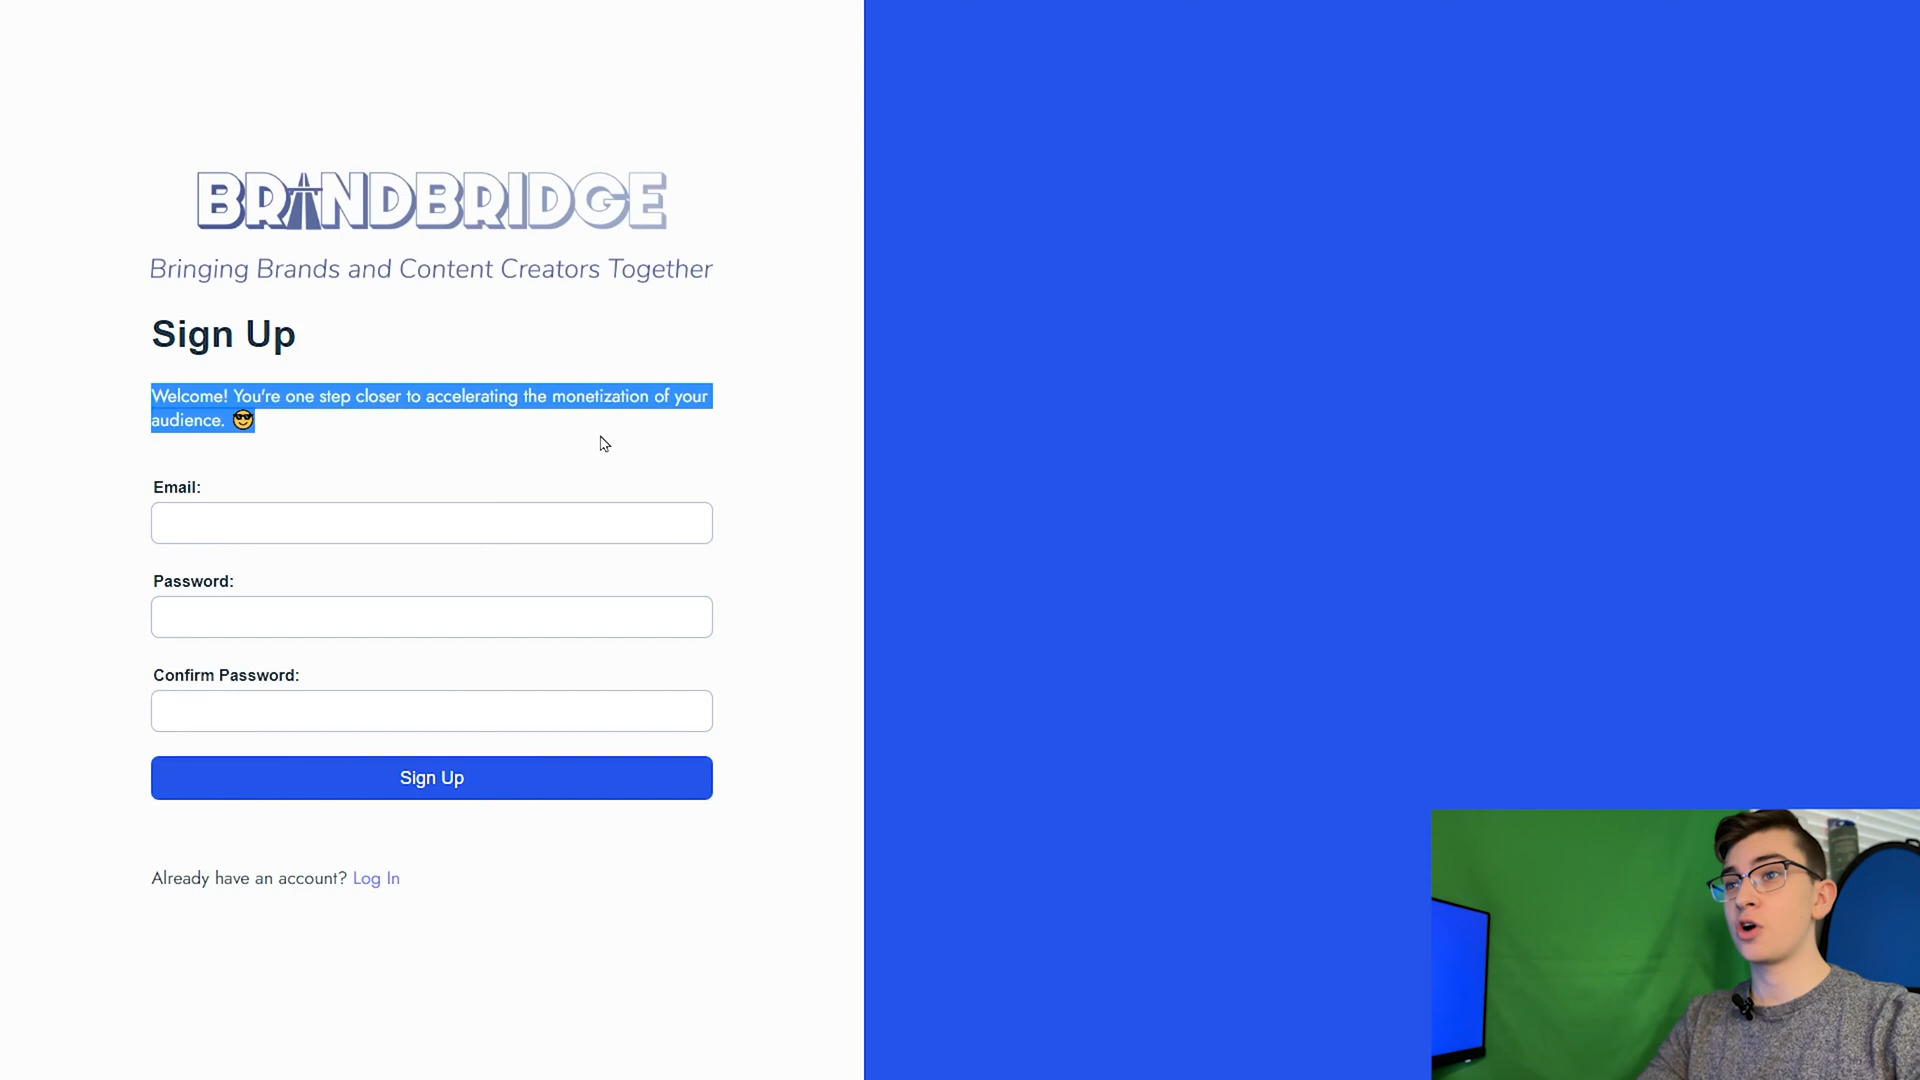 BRANDBRIDGE
Bringing Brands and Content Creators Together
Sign Up
Welcome! You're one step closer to accelerating the monetization of your
audience. 😎
Email:
Password:
Confirm Password:
Sign Up
Already have an account? Log In